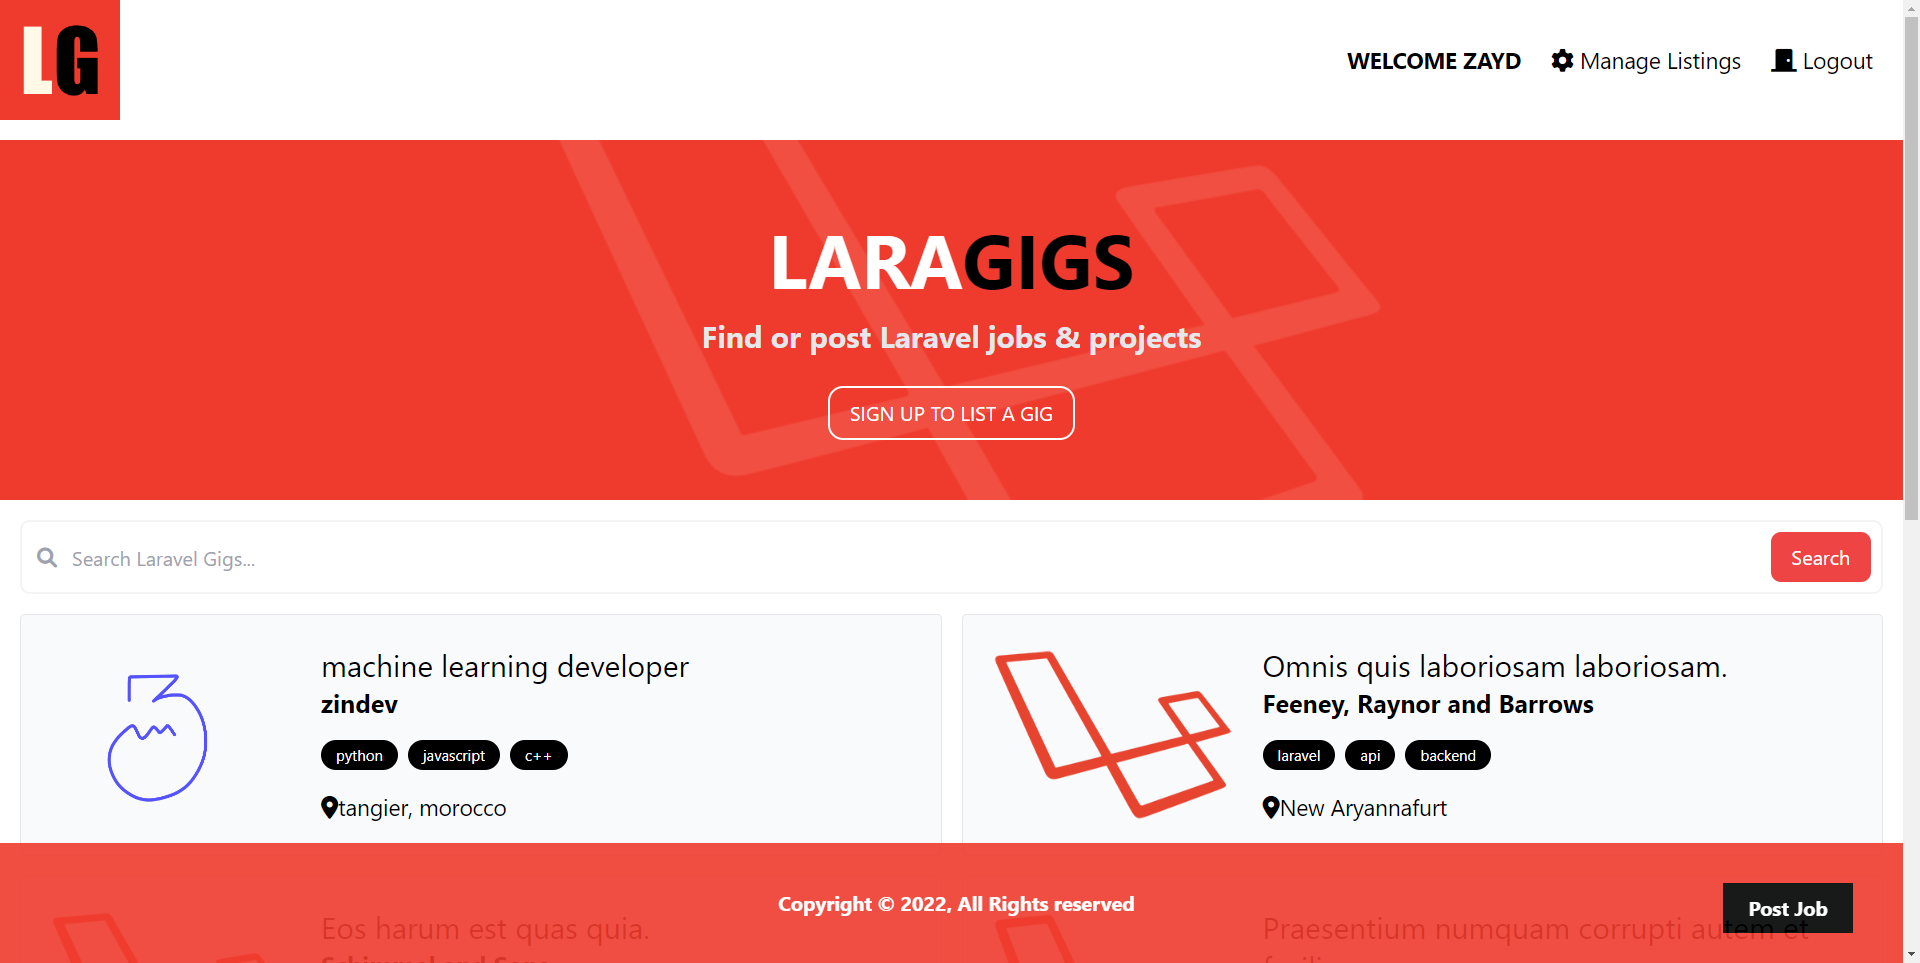 LG
WELCOME ZAYD Manage Listings Logout
LARAGIGS
Find or post Laravel jobs & projects
SIGN UP TO LIST A GIG
Search Laravel Gigs...
Search
machine learning developer
zindev
python javascript c++
tangier, morocco
Omnis quis laboriosam laboriosam.
Feeney, Raynor and Barrows
laravel api backend
New Aryannafurt
Copyright © 2022, All Rights reserved
Post Job
Eos harum est quas quia.
Praesentium numquam corrupti autem et